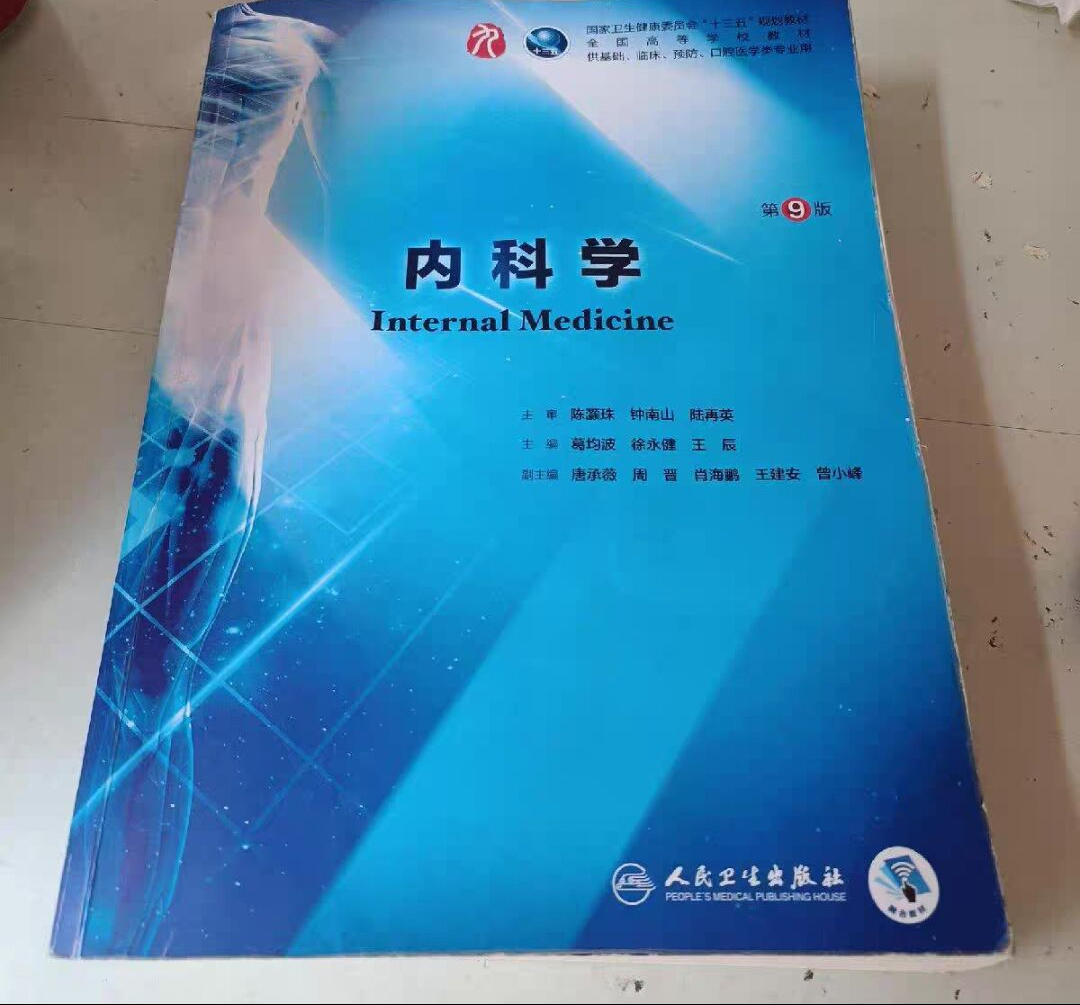 国家卫生健康委员会“十三五”规划教材
全国高等学校教材
供基础、临床、预防、口腔医学类专业用
第9版
内科学
Internal Medicine
主审 陈灏珠 钟南山 陆再英
主编 葛均波 徐永健 王辰
副主编 唐承薇 周晋 肖海鹏 王建安 曾小峰
人民卫生出版社
PEOPLE'S MEDICAL PUBLISHING HOUSE
融合教材